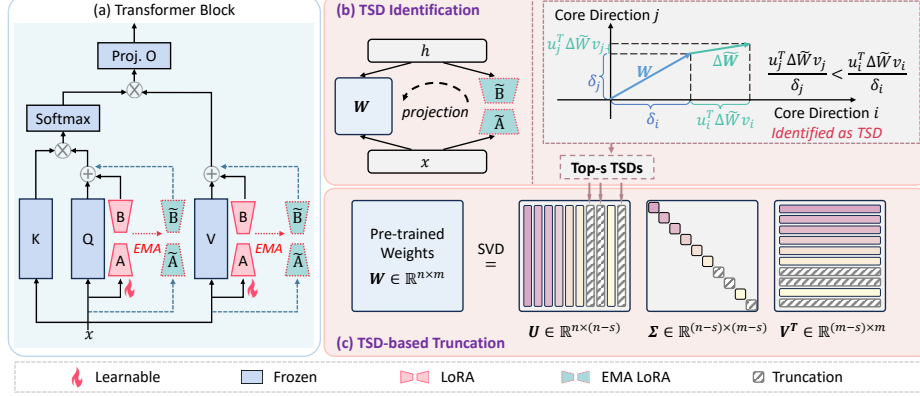 (a) Transformer Block
Proj. O
Softmax
K
Q
B
A
EMA
B̃
Ã
V
B
A
EMA
B̃
Ã
x
(b) TSD Identification
h
W
projection
B̃
Ã
x
Core Direction j
u_j^T ΔW̃ v_j
δ_j
W
ΔW̃
δ_i
u_i^T ΔW̃ v_i
u_j^T ΔW̃ v_j / δ_j < u_i^T ΔW̃ v_i / δ_i
Core Direction i
Identified as TSD
Top-s TSDs
Pre-trained
Weights
W ∈ ℝ^{n×m}
SVD
=
U ∈ ℝ^{n×(n−s)}
Σ ∈ ℝ^{(n−s)×(m−s)}
V^T ∈ ℝ^{(m−s)×m}
(c) TSD-based Truncation
Learnable
Frozen
LoRA
EMA LoRA
Truncation